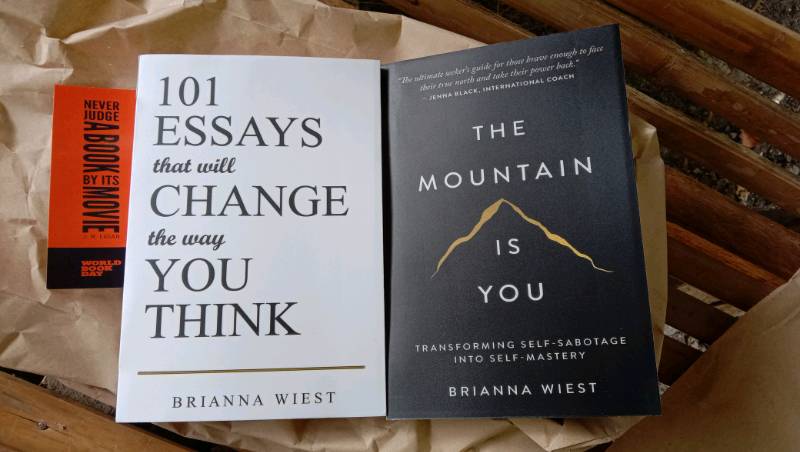 NEVER
JUDGE
A BOOK
BY ITS
MOVIE
J. W. EAGAN
WORLD
BOOK
DAY
101
ESSAYS
that will
CHANGE
the way
YOU
THINK
BRIANNA WIEST
"The ultimate seeker's guide for those brave enough to face
their true north and take their power back."
– JENNA BLACK, INTERNATIONAL COACH
THE
MOUNTAIN
IS
YOU
TRANSFORMING SELF-SABOTAGE
INTO SELF-MASTERY
BRIANNA WIEST